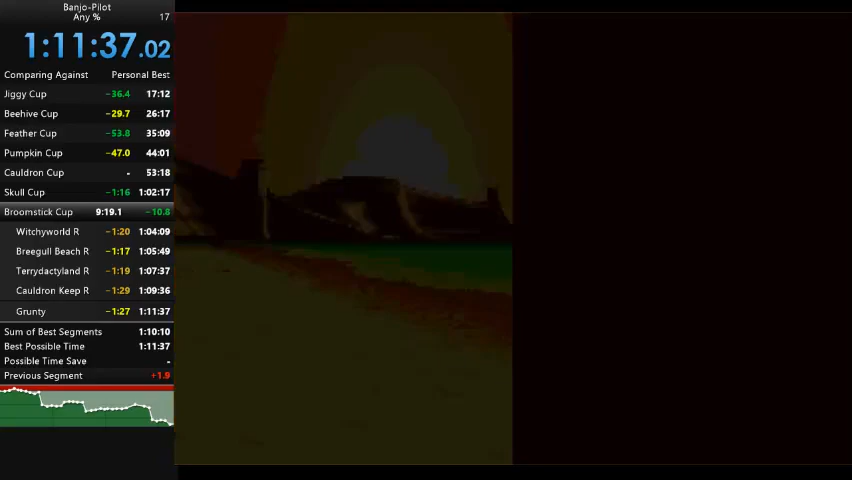 Banjo-Pilot
Any % 17
1:11:37.02
Comparing Against Personal Best
Jiggy Cup -36.4 17:12
Beehive Cup -29.7 26:17
Feather Cup -53.8 35:09
Pumpkin Cup -47.0 44:01
Cauldron Cup - 53:18
Skull Cup -1:16 1:02:17
Broomstick Cup 9:19.1 -10.8
Witchyworld R -1:20 1:04:09
Breegull Beach R -1:17 1:05:49
Terrydactyland R -1:19 1:07:37
Cauldron Keep R -1:29 1:09:36
Grunty -1:27 1:11:37
Sum of Best Segments 1:10:10
Best Possible Time 1:11:37
Possible Time Save -
Previous Segment +1.9